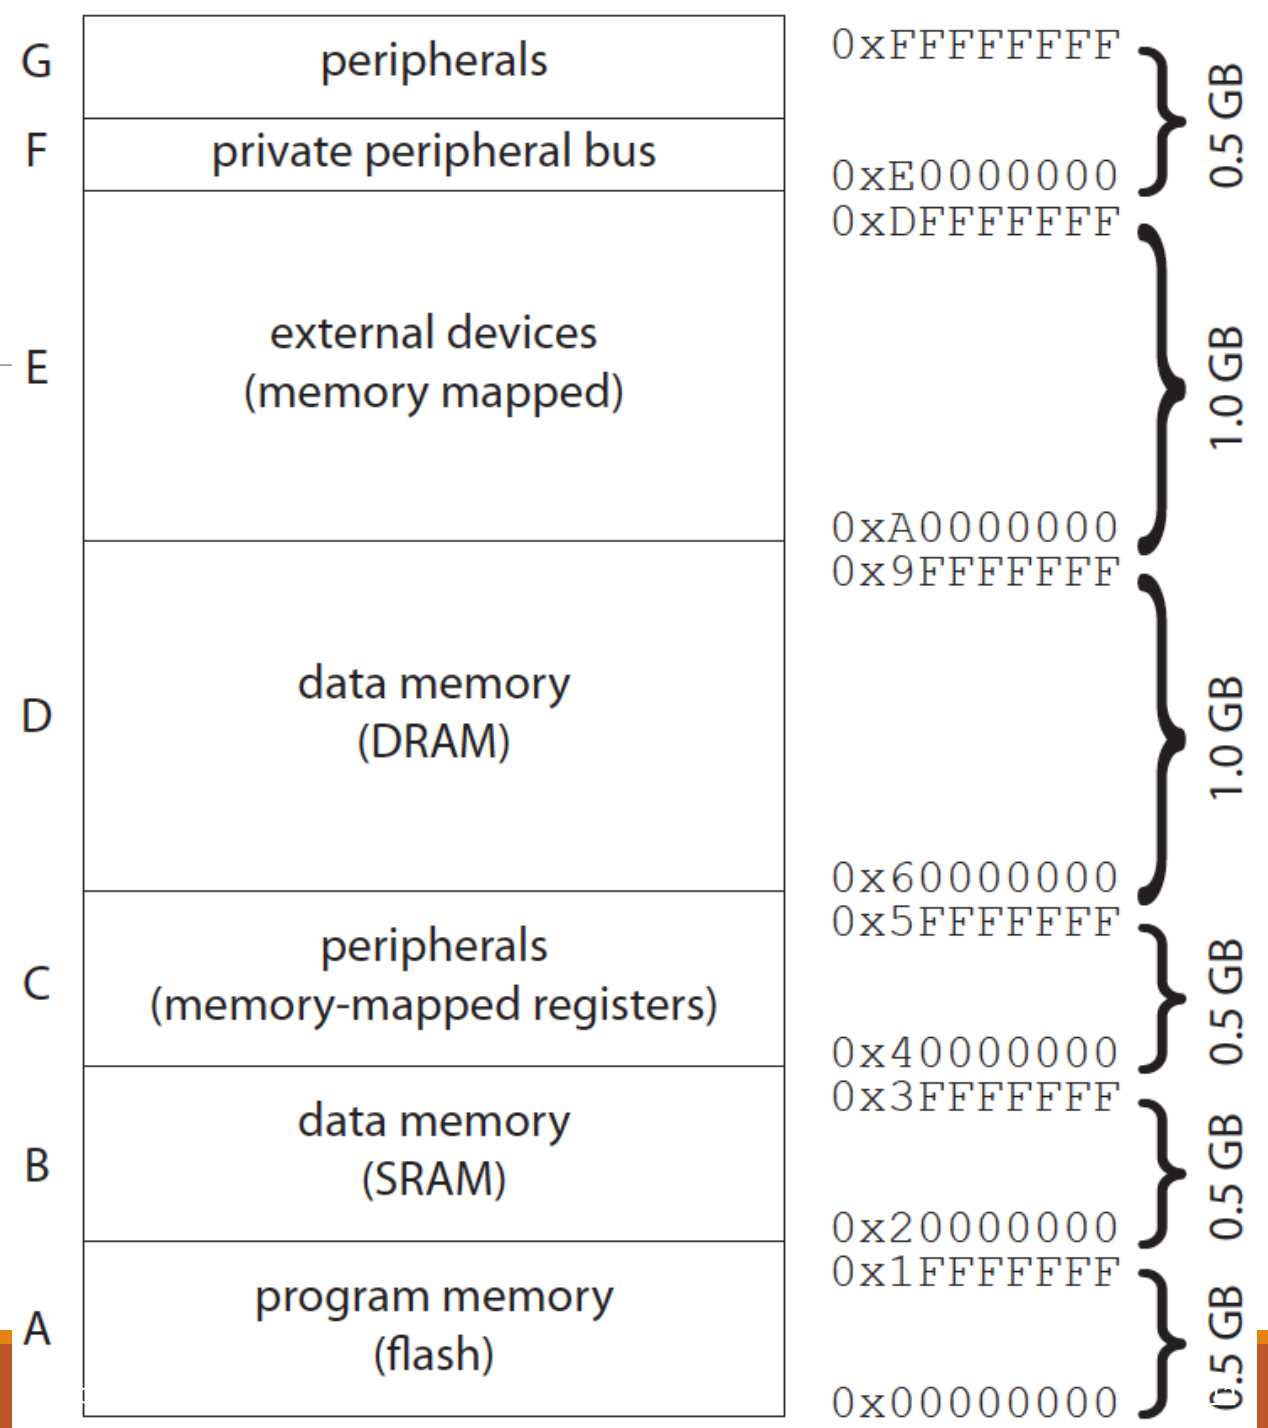 G peripherals 0xFFFFFFFF
0.5 GB
F private peripheral bus 0xE0000000
0xDFFFFFFF
E external devices
(memory mapped)
1.0 GB
0xA0000000
0x9FFFFFFF
D data memory
(DRAM)
1.0 GB
0x60000000
0x5FFFFFFF
C peripherals
(memory-mapped registers)
0.5 GB
0x40000000
0x3FFFFFFF
B data memory
(SRAM)
0.5 GB
0x20000000
0x1FFFFFFF
A program memory
(flash)
0.5 GB
0x00000000